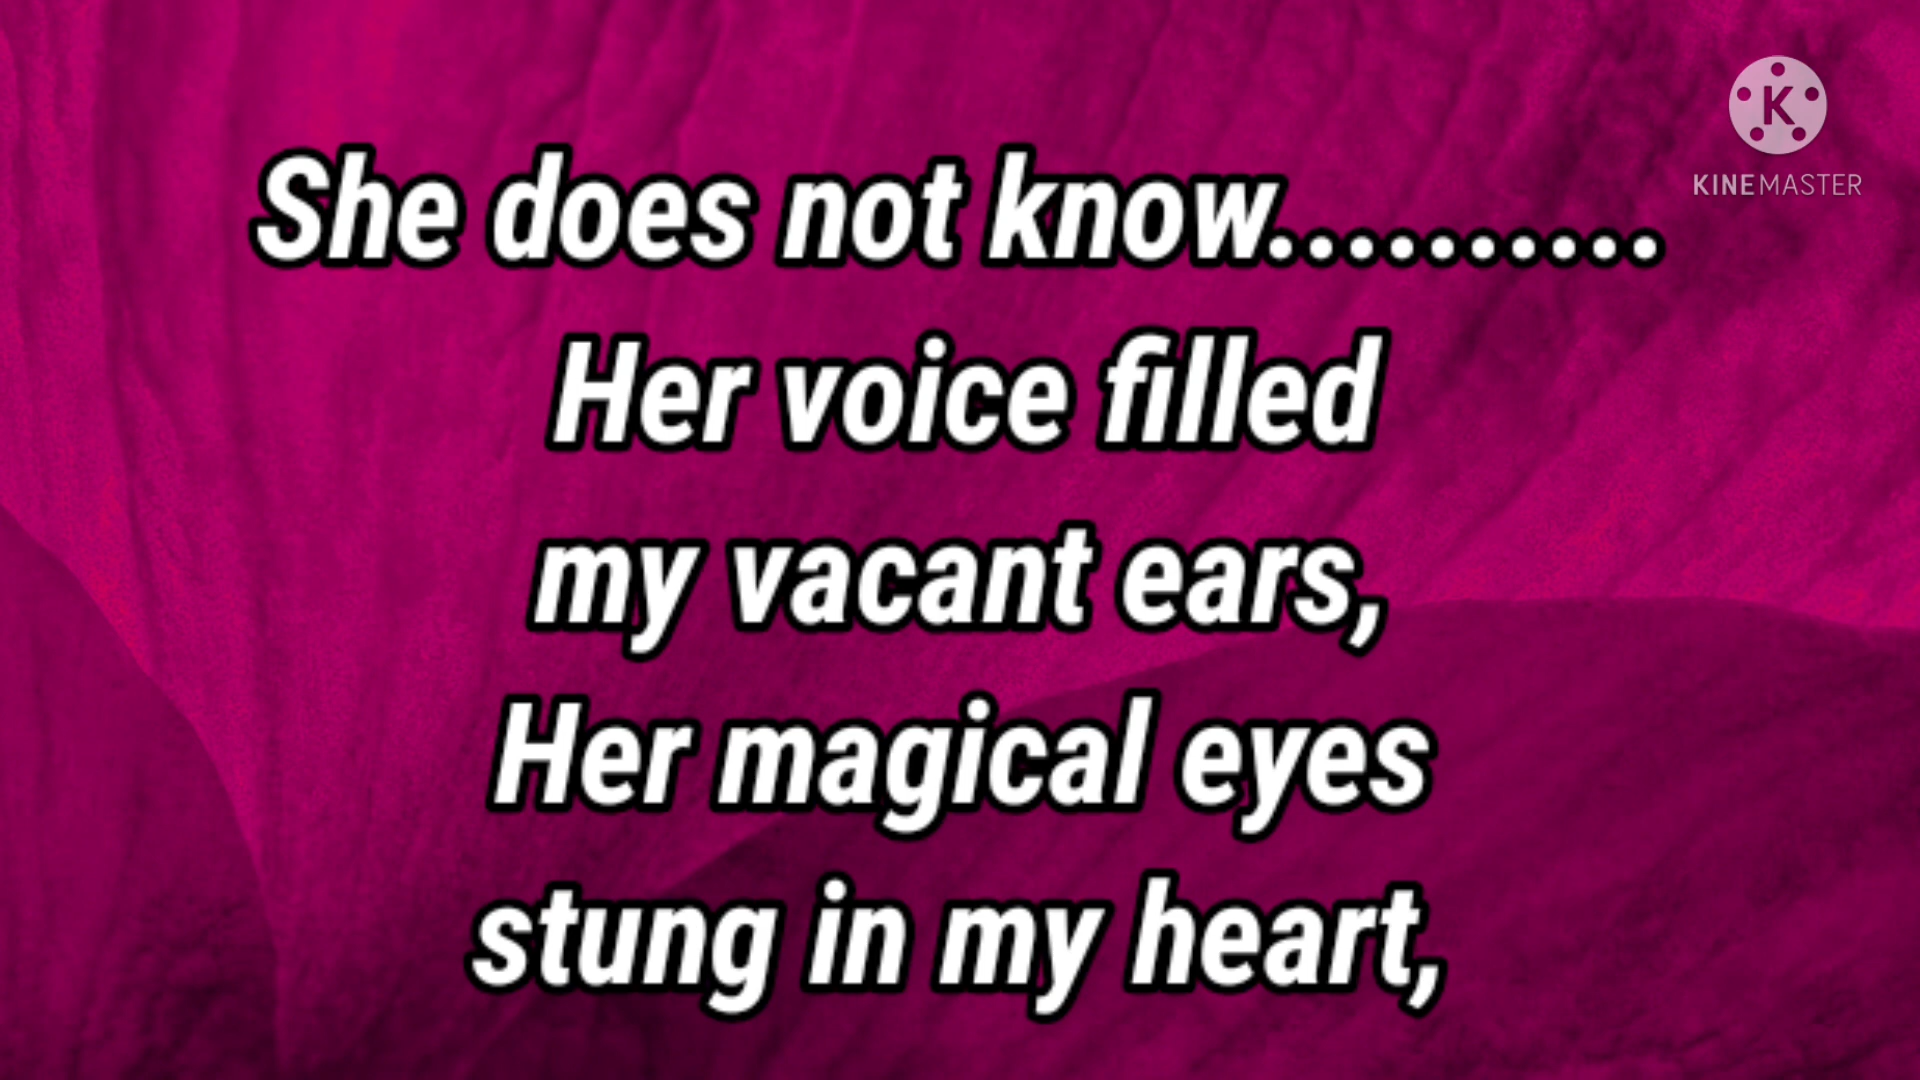 K
KINEMASTER
She does not know..........
Her voice filled
my vacant ears,
Her magical eyes
stung in my heart,